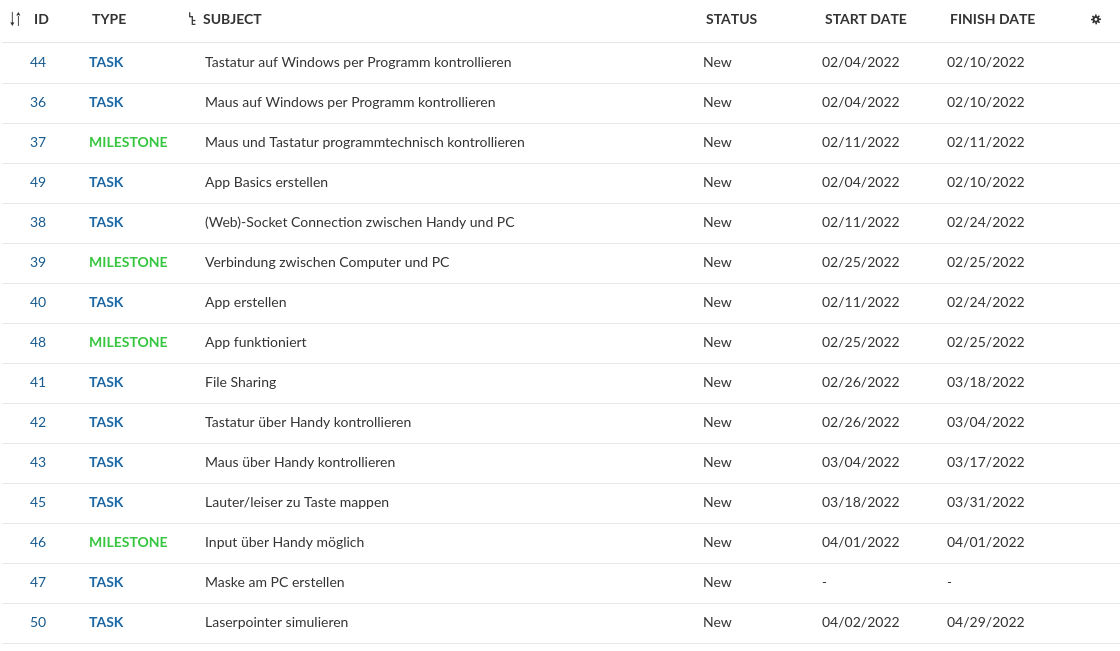 ID TYPE SUBJECT STATUS START DATE FINISH DATE
44 TASK Tastatur auf Windows per Programm kontrollieren New 02/04/2022 02/10/2022
36 TASK Maus auf Windows per Programm kontrollieren New 02/04/2022 02/10/2022
37 MILESTONE Maus und Tastatur programmtechnisch kontrollieren New 02/11/2022 02/11/2022
49 TASK App Basics erstellen New 02/04/2022 02/10/2022
38 TASK (Web)-Socket Connection zwischen Handy und PC New 02/11/2022 02/24/2022
39 MILESTONE Verbindung zwischen Computer und PC New 02/25/2022 02/25/2022
40 TASK App erstellen New 02/11/2022 02/24/2022
48 MILESTONE App funktioniert New 02/25/2022 02/25/2022
41 TASK File Sharing New 02/26/2022 03/18/2022
42 TASK Tastatur über Handy kontrollieren New 02/26/2022 03/04/2022
43 TASK Maus über Handy kontrollieren New 03/04/2022 03/17/2022
45 TASK Lauter/leiser zu Taste mappen New 03/18/2022 03/31/2022
46 MILESTONE Input über Handy möglich New 04/01/2022 04/01/2022
47 TASK Maske am PC erstellen New - -
50 TASK Laserpointer simulieren New 04/02/2022 04/29/2022